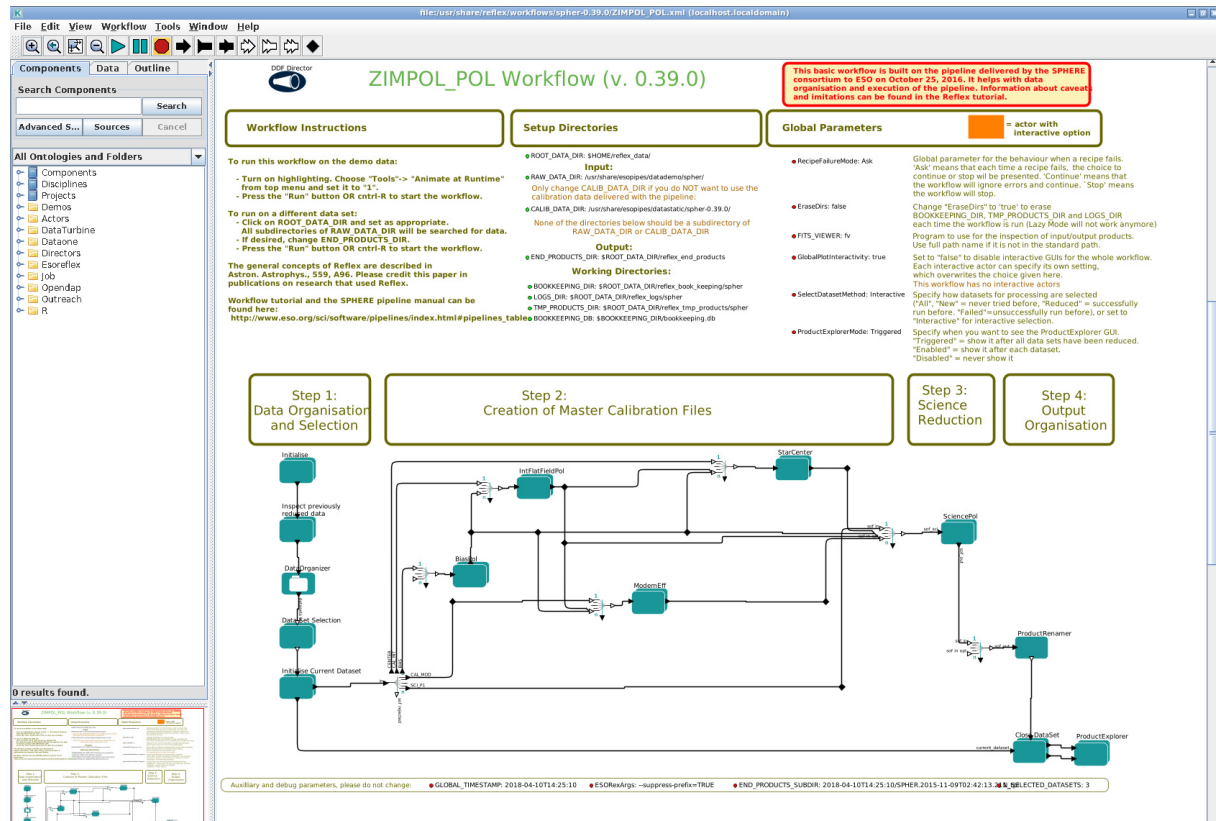 file:/usr/share/reflex/workflows/spher-0.39.0/ZIMPOL_POL.xml (localhost.localdomain)
File Edit View Workflow Tools Window Help
Components Data Outline
Search Components
Search
Advanced S... Sources Cancel
All Ontologies and Folders
Components
Disciplines
Projects
Demos
Actors
DataTurbine
Dataone
Directors
Esoreflex
Job
Opendap
Outreach
R
0 results found.
DDF Director
ZIMPOL_POL Workflow (v. 0.39.0)
This basic workflow is built on the pipeline delivered by the SPHERE
consortium to ESO on October 25, 2016. It helps with data
organisation and execution of the pipeline. Information about caveats
and imitations can be found in the Reflex tutorial.
Workflow Instructions
To run this workflow on the demo data:
- Turn on highlighting. Choose "Tools"-> "Animate at Runtime"
from top menu and set it to "1".
- Press the "Run" button OR cntrl-R to start the workflow.
To run on a different data set:
- Click on ROOT_DATA_DIR and set as appropriate.
All subdirectories of RAW_DATA_DIR will be searched for data.
- If desired, change END_PRODUCTS_DIR.
- Press the "Run" button OR cntrl-R to start the workflow.
The general concepts of Reflex are described in
Astron. Astrophys., 559, A96. Please credit this paper in
publications on research that used Reflex.
Workflow tutorial and the SPHERE pipeline manual can be
found here:
http://www.eso.org/sci/software/pipelines/index.html#pipelines_table
Setup Directories
ROOT_DATA_DIR: $HOME/reflex_data/
Input:
RAW_DATA_DIR: /usr/share/esopipes/datademo/spher/
Only change CALIB_DATA_DIR if you do NOT want to use the
calibration data delivered with the pipeline:
CALIB_DATA_DIR: /usr/share/esopipes/datastatic/spher-0.39.0/
None of the directories below should be a subdirectory of
RAW_DATA_DIR or CALIB_DATA_DIR
Output:
END_PRODUCTS_DIR: $ROOT_DATA_DIR/reflex_end_products
Working Directories:
BOOKKEEPING_DIR: $ROOT_DATA_DIR/reflex_book_keeping/spher
LOGS_DIR: $ROOT_DATA_DIR/reflex_logs/spher
TMP_PRODUCTS_DIR: $ROOT_DATA_DIR/reflex_tmp_products/spher
BOOKKEEPING_DB: $BOOKKEEPING_DIR/bookkeeping.db
Global Parameters
= actor with
interactive option
RecipeFailureMode: Ask
Global parameter for the behaviour when a recipe fails.
'Ask' means that each time a recipe fails, the choice to
continue or stop wil be presented. 'Continue' means that
the workflow will ignore errors and continue, `Stop' means
the workflow will stop.
EraseDirs: false
Change "EraseDirs" to 'true' to erase
BOOKKEEPING_DIR, TMP_PRODUCTS_DIR and LOGS_DIR
each time the workflow is run (Lazy Mode will not work anymore)
FITS_VIEWER: fv
Program to use for the inspection of input/output products.
Use full path name if it is not in the standard path.
GlobalPlotInteractivity: true
Set to "false" to disable interactive GUIs for the whole workflow.
Each interactive actor can specify its own setting,
which overwrites the choice given here.
This workflow has no interactive actors
SelectDatasetMethod: Interactive
Specify how datasets for processing are selected
("All", "New" = never tried before, "Reduced" = successfully
run before. "Failed"=unsuccessfully run before), or set to
"Interactive" for interactive selection.
ProductExplorerMode: Triggered
Specify when you want to see the ProductExplorer GUI.
"Triggered" = show it after all data sets have been reduced.
"Enabled" = show it after each dataset.
"Disabled" = never show it
Step 1:
Data Organisation
and Selection
Step 2:
Creation of Master Calibration Files
Step 3:
Science
Reduction
Step 4:
Output
Organisation
Initialise
Inspect previously
reduced data
DataOrganizer
DataSet Selection
Initialise Current Dataset
IntFlatFieldPol
StarCenter
BiasPol
ModemEff
SciencePol
ProductRenamer
Close DataSet
ProductExplorer
CAL_MOD
SCI_P1
current_dataset
Auxilliary and debug parameters, please do not change:
GLOBAL_TIMESTAMP: 2018-04-10T14:25:10
ESORexArgs: --suppress-prefix=TRUE
END_PRODUCTS_SUBDIR: 2018-04-10T14:25:10/SPHER.2015-11-09T02:42:13.
SELECTED_DATASETS: 3